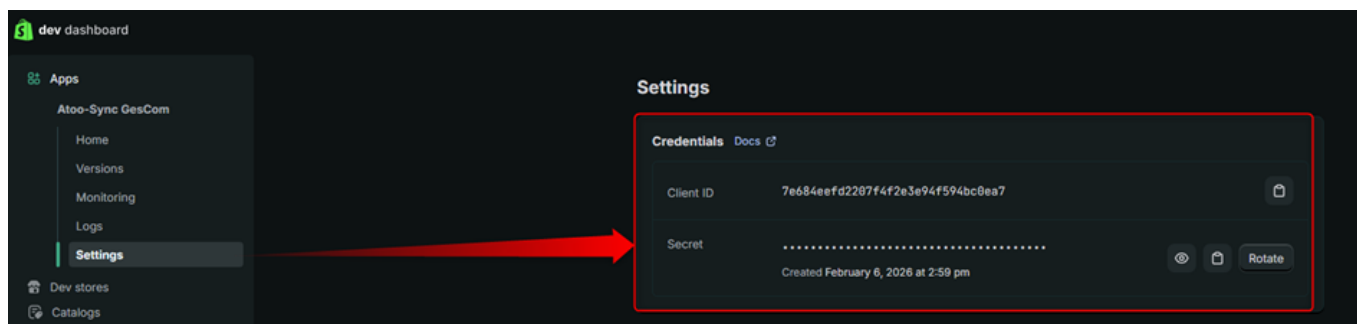 dev dashboard
Apps
Atoo-Sync GesCom
Home
Versions
Monitoring
Logs
Settings
Dev stores
Catalogs
Settings
Credentials Docs
Client ID 7e684eefd2207f4f2e3e94f594bc0ea7
Secret ••••••••••••••••••••••••••••••••••••••
Rotate
Created February 6, 2026 at 2:59 pm